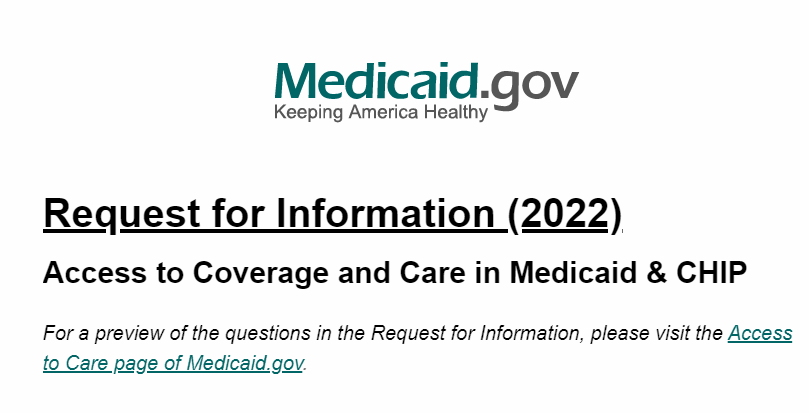 Medicaid.gov
Keeping America Healthy
Request for Information (2022)
Access to Coverage and Care in Medicaid & CHIP
For a preview of the questions in the Request for Information, please visit the Access
to Care page of Medicaid.gov.